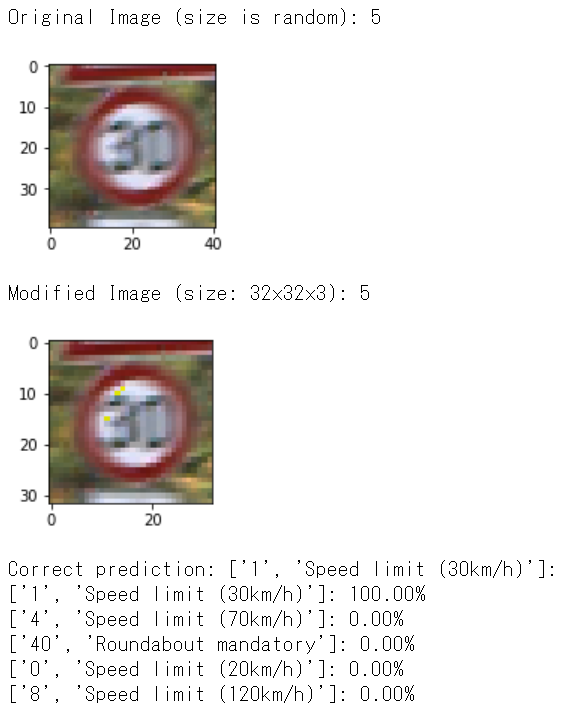 Original Image (size is random): 5
0
10
20
30
0 20 40
30
Modified Image (size: 32x32x3): 5
0
10
20
30
0 20
30
Correct prediction: ['1', 'Speed limit (30km/h)']:
['1', 'Speed limit (30km/h)']: 100.00%
['4', 'Speed limit (70km/h)']: 0.00%
['40', 'Roundabout mandatory']: 0.00%
['0', 'Speed limit (20km/h)']: 0.00%
['8', 'Speed limit (120km/h)']: 0.00%